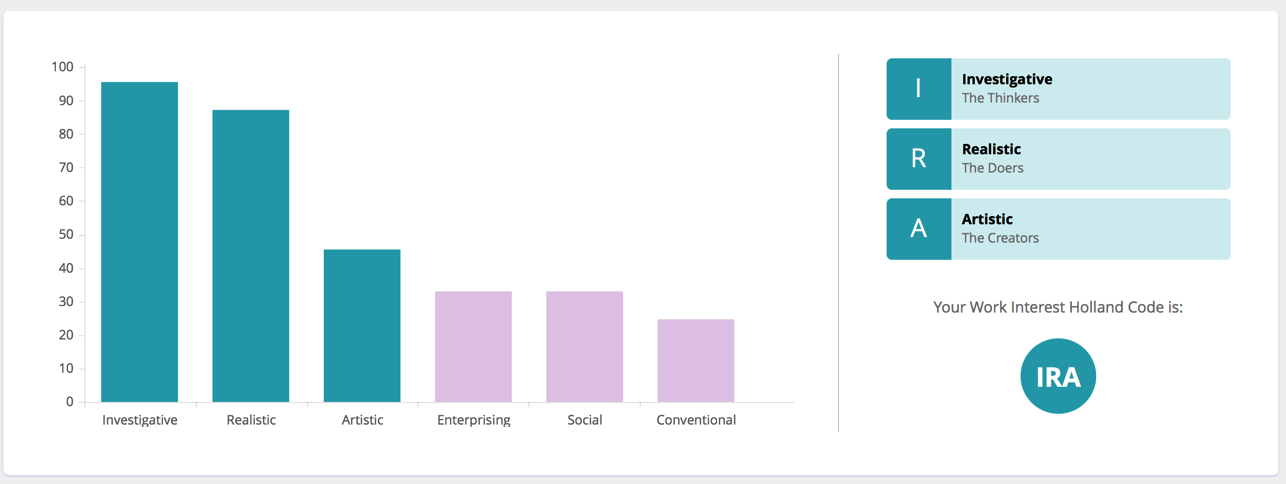 100
90
80
70
60
50
40
30
20
10
0
Investigative
Realistic
Artistic
Enterprising
Social
Conventional
I
Investigative
The Thinkers
R
Realistic
The Doers
A
Artistic
The Creators
Your Work Interest Holland Code is:
IRA